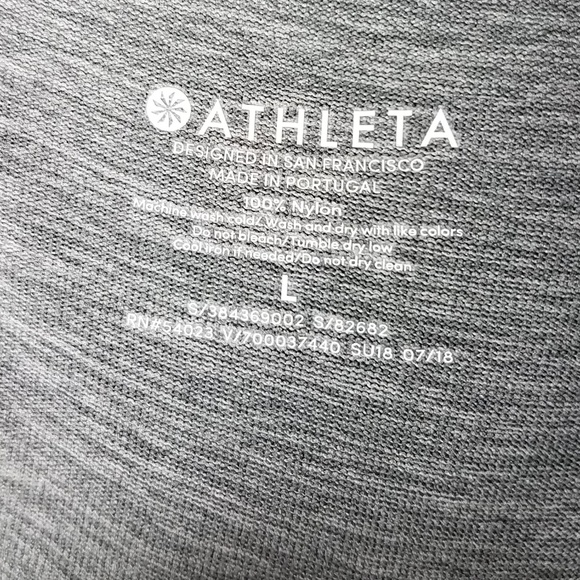 ATHLETA
DESIGNED IN SAN FRANCISCO
MADE IN PORTUGAL
100% Nylon
Machine wash cold/Wash and dry with like colors
Do not bleach/Tumble dry low
Cool iron if needed/Do not dry clean
L
S/384369002 S/82682
RN#54023 V/700037440 SU18 07/18